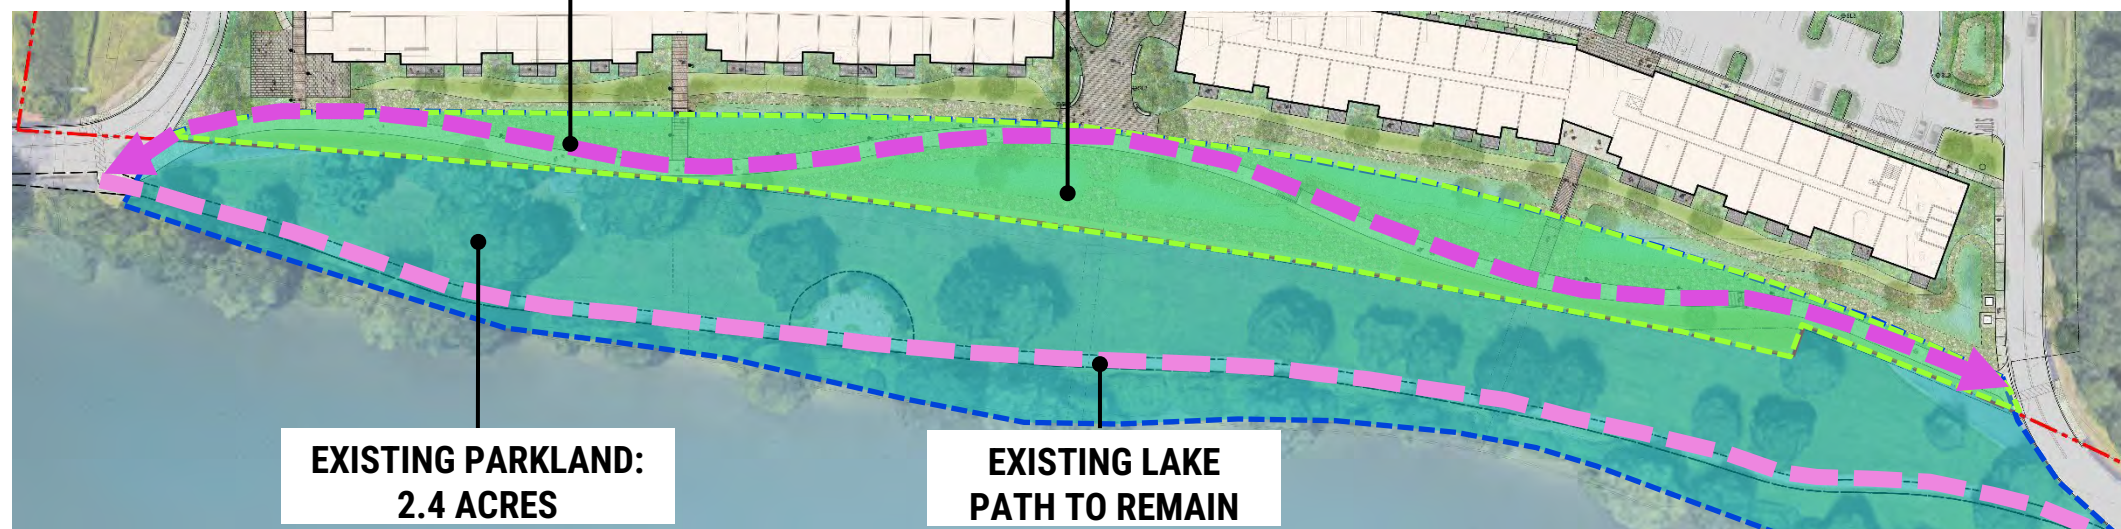 EXISTING PARKLAND:
2.4 ACRES
EXISTING LAKE
PATH TO REMAIN